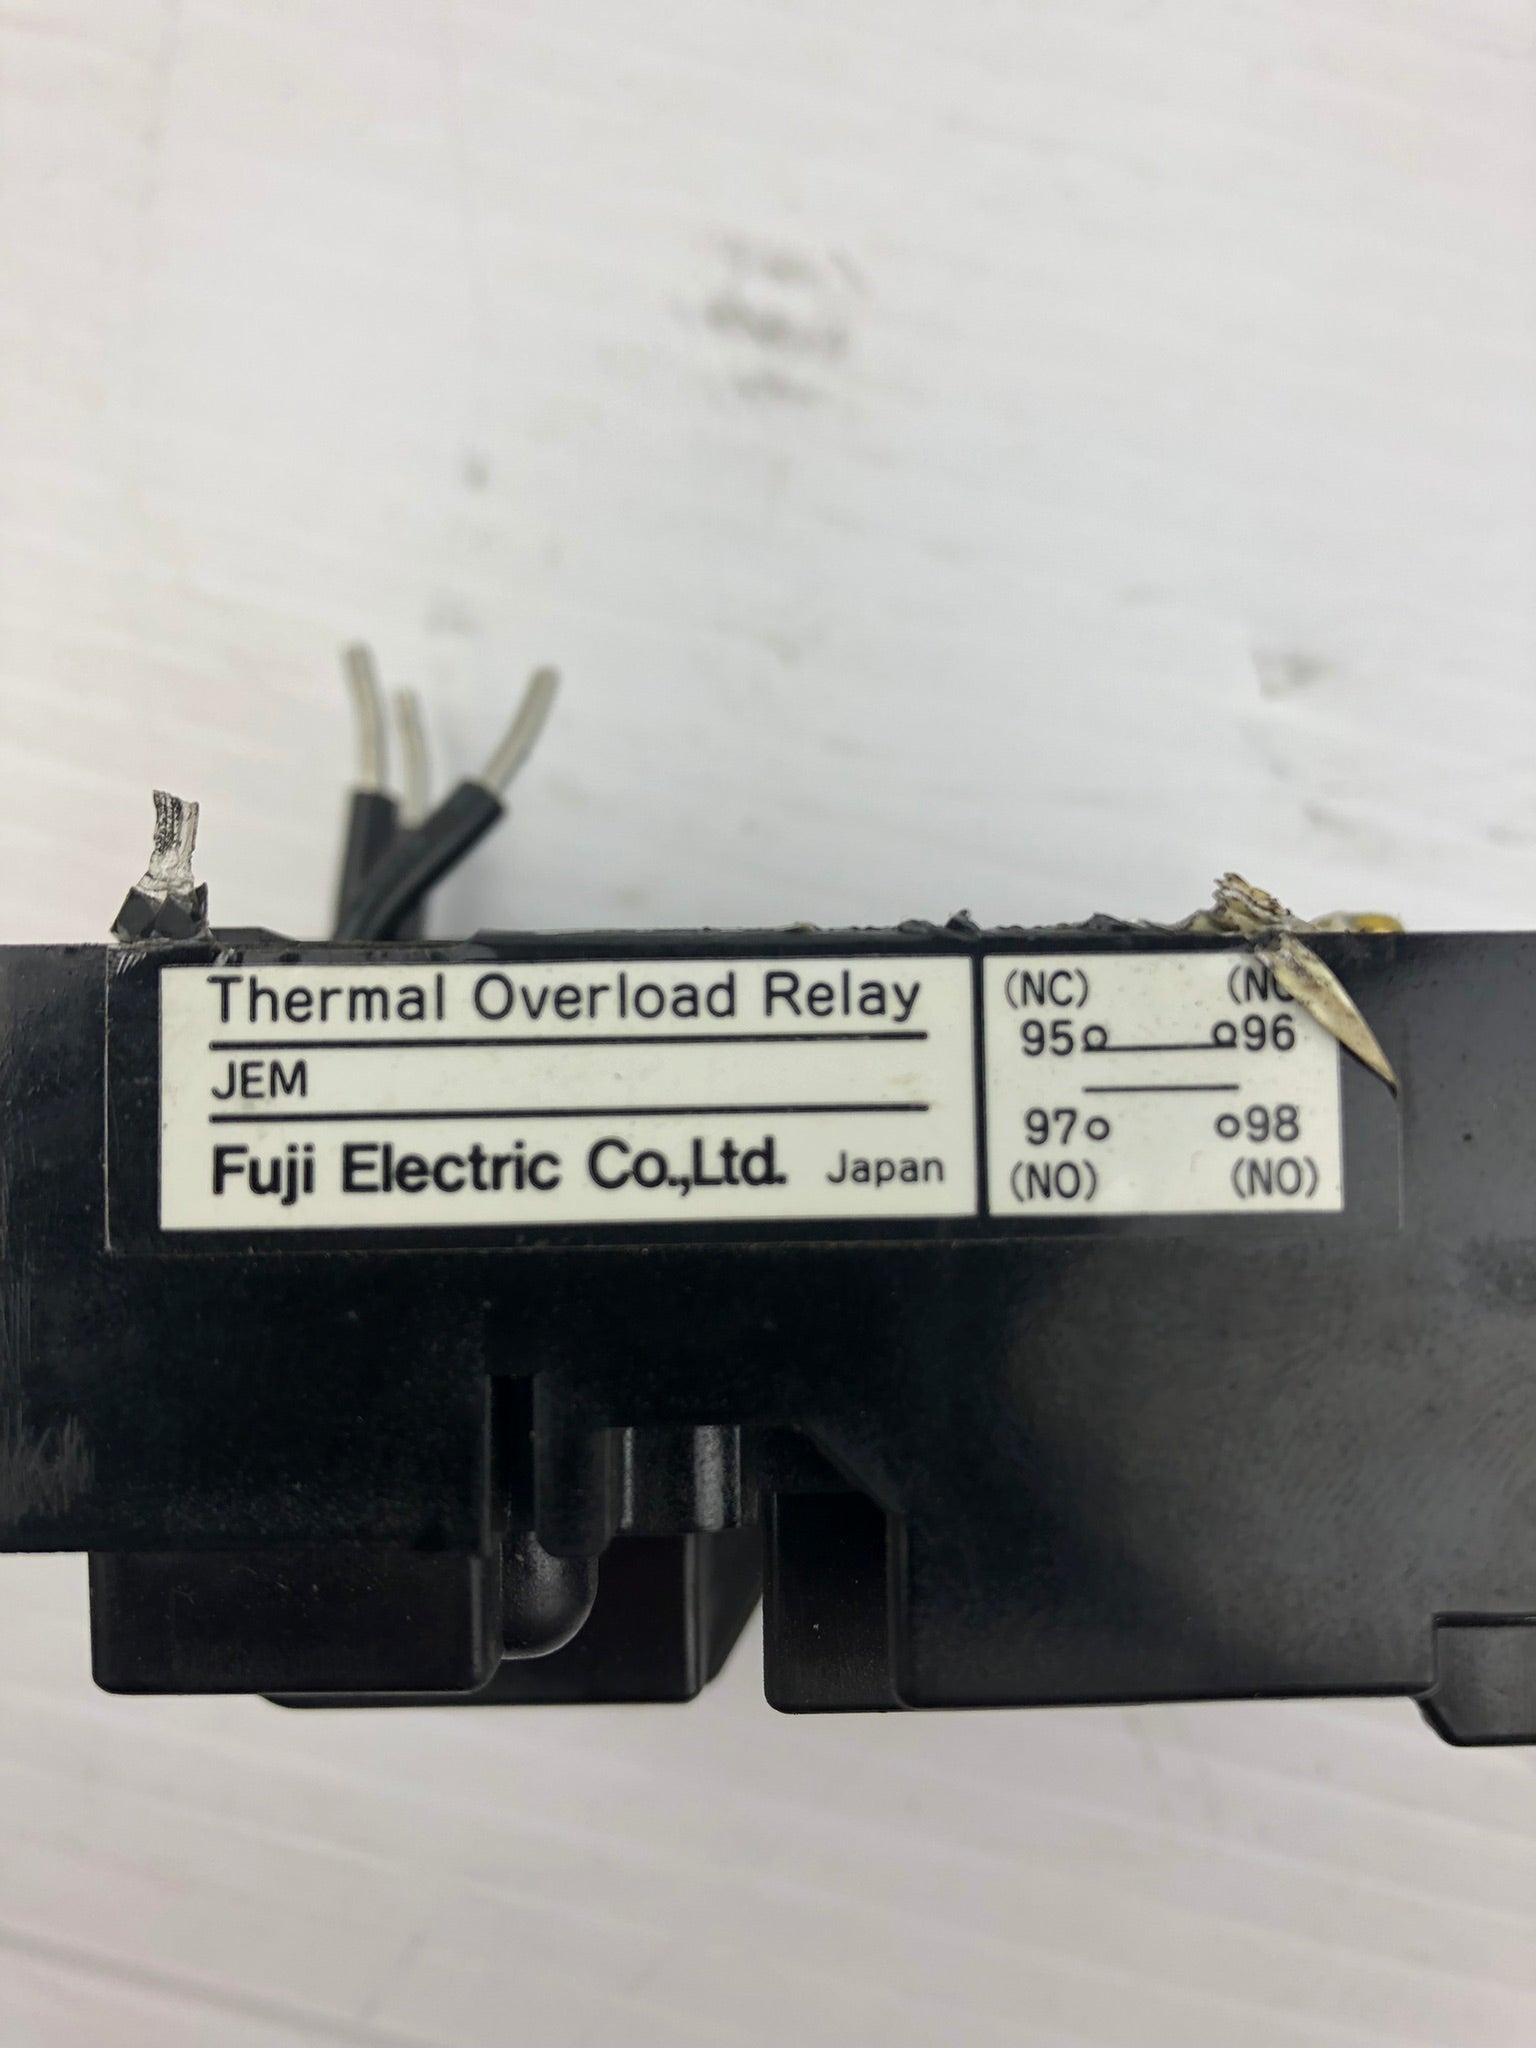 Thermal Overload Relay
JEM
Fuji Electric Co.,Ltd. Japan
(NC)
95 96
97 98
(NO) (NO)